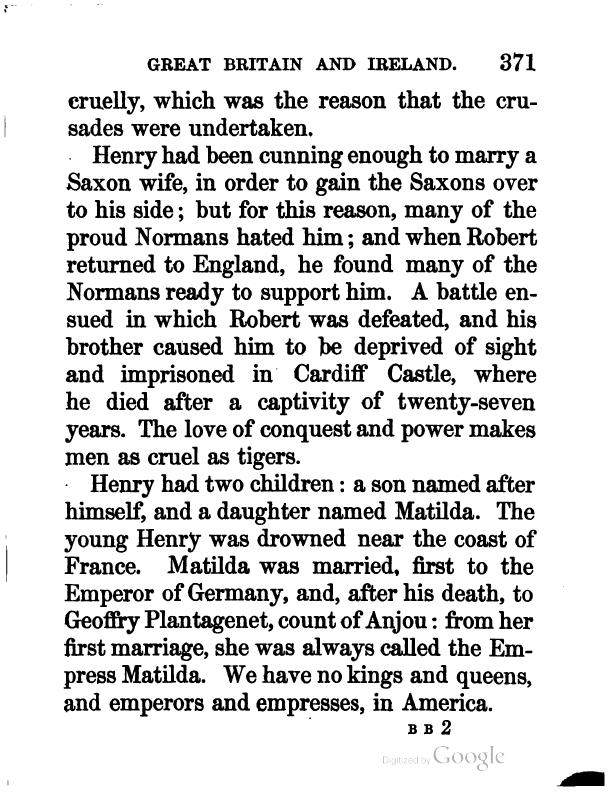 GREAT BRITAIN AND IRELAND. 371
cruelly, which was the reason that the cru-
sades were undertaken.
Henry had been cunning enough to marry a
Saxon wife, in order to gain the Saxons over
to his side; but for this reason, many of the
proud Normans hated him; and when Robert
returned to England, he found many of the
Normans ready to support him. A battle en-
sued in which Robert was defeated, and his
brother caused him to be deprived of sight
and imprisoned in Cardiff Castle, where
he died after a captivity of twenty-seven
years. The love of conquest and power makes
men as cruel as tigers.
Henry had two children: a son named after
himself, and a daughter named Matilda. The
young Henry was drowned near the coast of
France. Matilda was married, first to the
Emperor of Germany, and, after his death, to
Geoffry Plantagenet, count of Anjou: from her
first marriage, she was always called the Em-
press Matilda. We have no kings and queens,
and emperors and empresses, in America.
B B 2
Digitized by Google